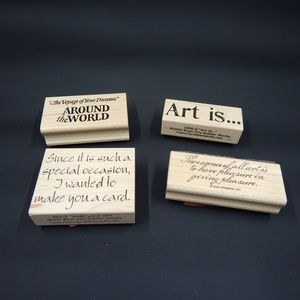 "The Voyage of Your Dreams"
AROUND
the WORLD
Art is...
Since it is such a
special occasion,
I wanted to
make you a card.
The essence of all art is
to have pleasure in
giving pleasure.